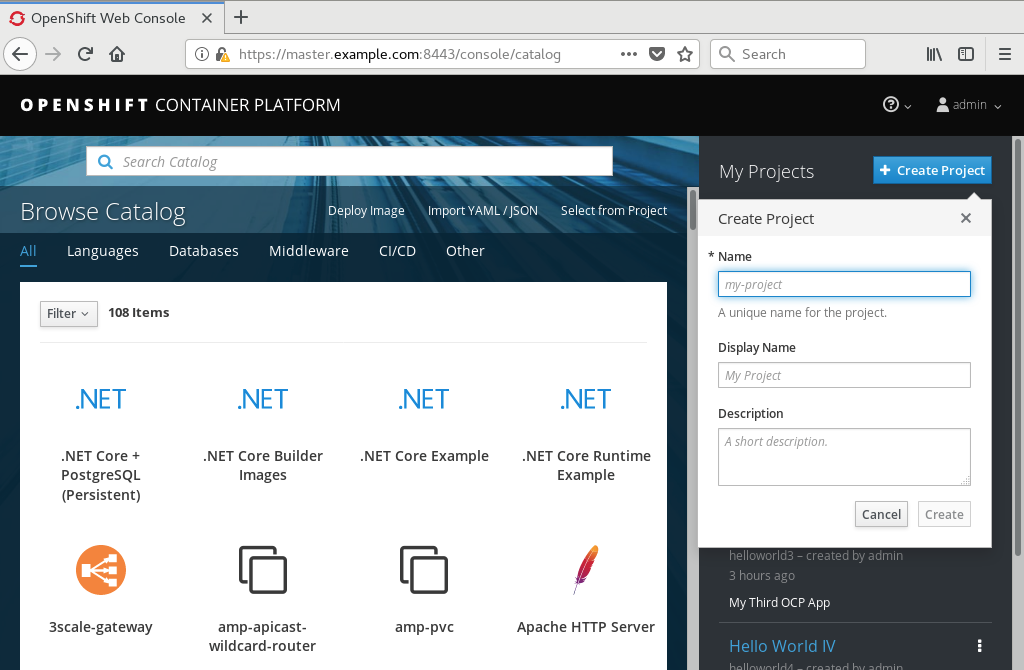 OpenShift Web Console
https://master.example.com:8443/console/catalog
Search
OPENSHIFT CONTAINER PLATFORM
admin
Search Catalog
My Projects
Create Project
Browse Catalog
Deploy Image
Import YAML / JSON
Select from Project
All
Languages
Databases
Middleware
CI/CD
Other
Filter
108 Items
.NET
.NET
.NET
.NET
.NET Core +
PostgreSQL
(Persistent)
.NET Core Builder
Images
.NET Core Example
.NET Core Runtime
Example
3scale-gateway
amp-apicast-
wildcard-router
amp-pvc
Apache HTTP Server
Create Project
* Name
my-project
A unique name for the project.
Display Name
My Project
Description
A short description.
Cancel
Create
helloworld3 – created by admin
3 hours ago
My Third OCP App
Hello World IV
helloworld4 – created by admin